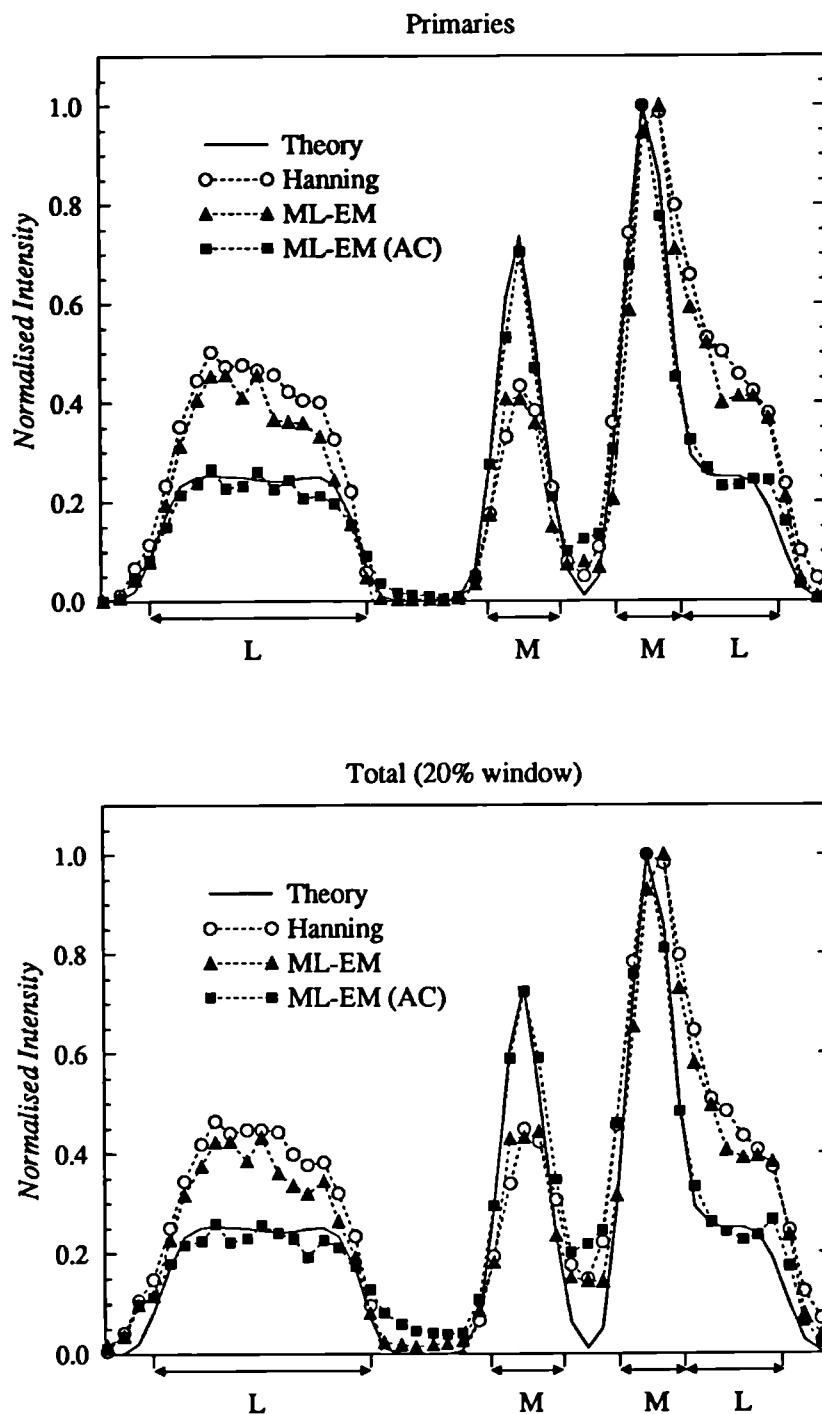 Primaries
Normalised Intensity
1.0
0.8
0.6
0.4
0.2
0.0
Theory
Hanning
ML-EM
ML-EM (AC)
L
M
M
L
Total (20% window)
Normalised Intensity
1.0
0.8
0.6
0.4
0.2
0.0
Theory
Hanning
ML-EM
ML-EM (AC)
L
M
M
L